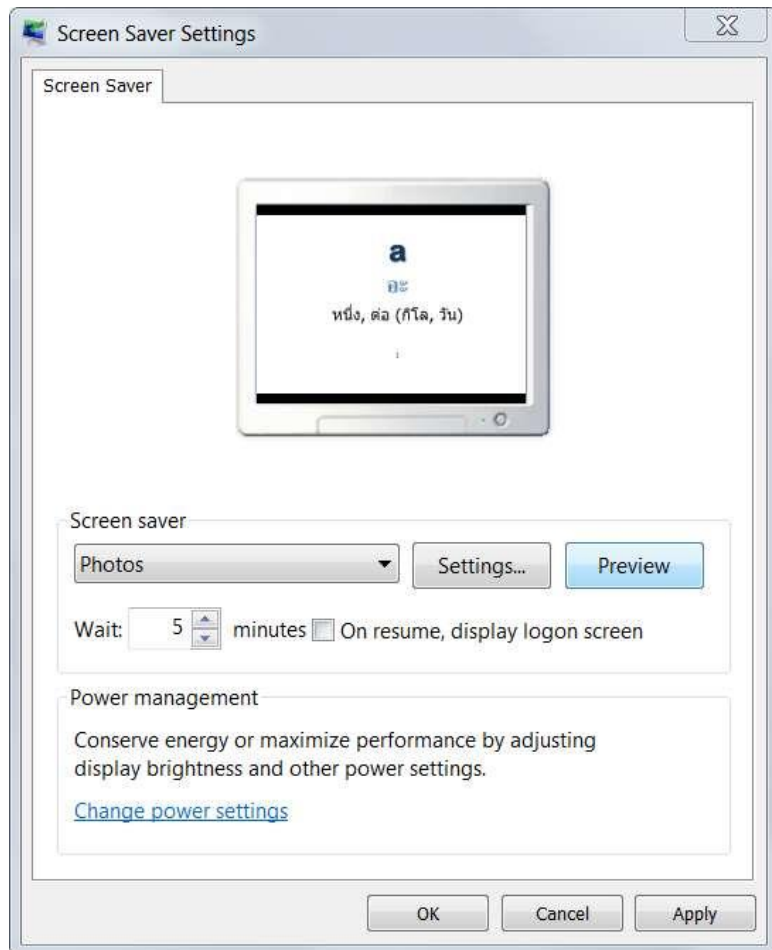 Screen Saver Settings
Screen Saver
a
อะ
หนึ่ง, ต่อ (กิโล, วัน)
1
Screen saver
Photos
Settings...
Preview
Wait: 5 minutes On resume, display logon screen
Power management
Conserve energy or maximize performance by adjusting
display brightness and other power settings.
Change power settings
OK Cancel Apply